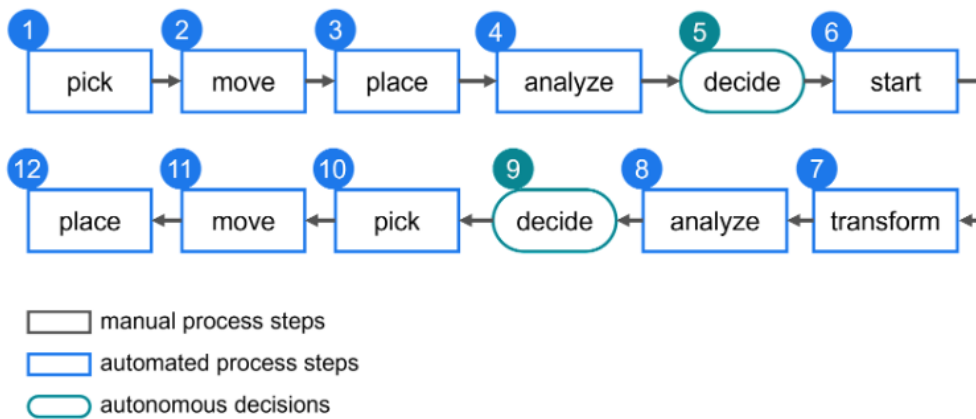 1 2 3 4 5 6
pick move place analyze decide start
12 11 10 9 8 7
place move pick decide analyze transform
manual process steps
automated process steps
autonomous decisions